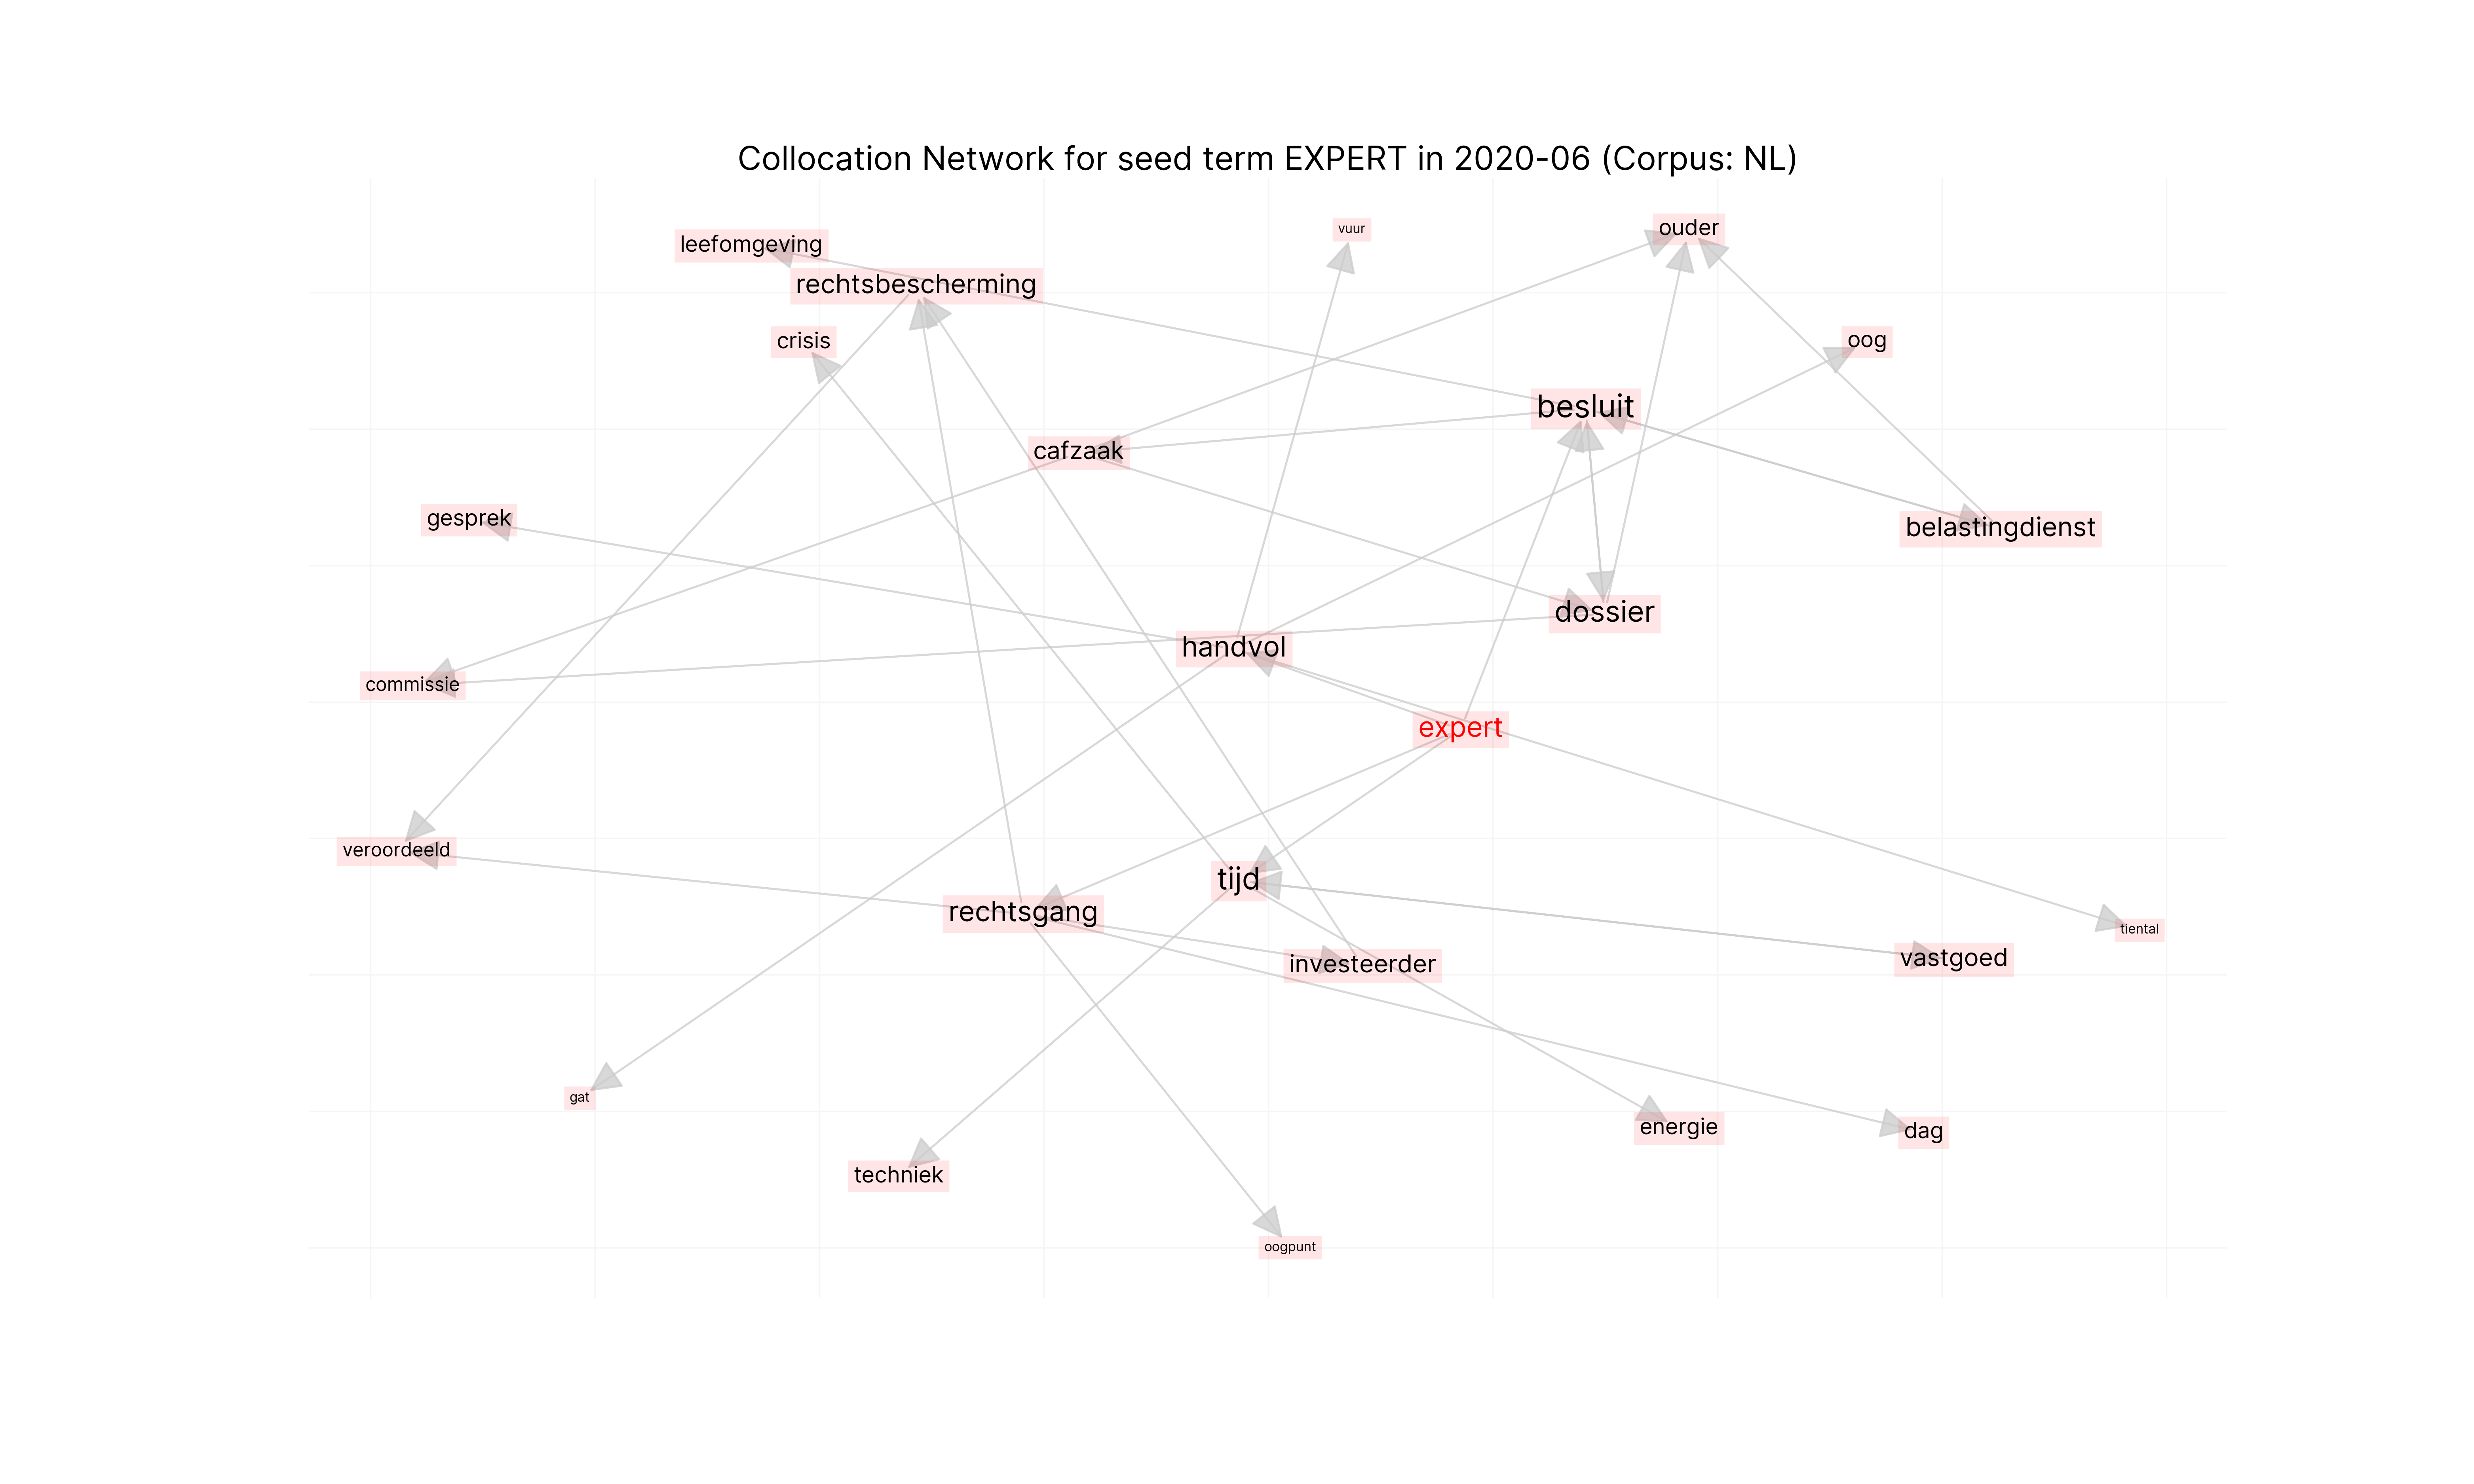 Collocation Network for seed term EXPERT in 2020-06 (Corpus: NL)
vuur
ouder
leefomgeving
rechtsbescherming
crisis
oog
besluit
cafzaak
gesprek
belastingdienst
dossier
handvol
commissie
expert
veroordeeld
tijd
rechtsgang
tiental
investeerder
vastgoed
gat
energie
dag
techniek
oogpunt